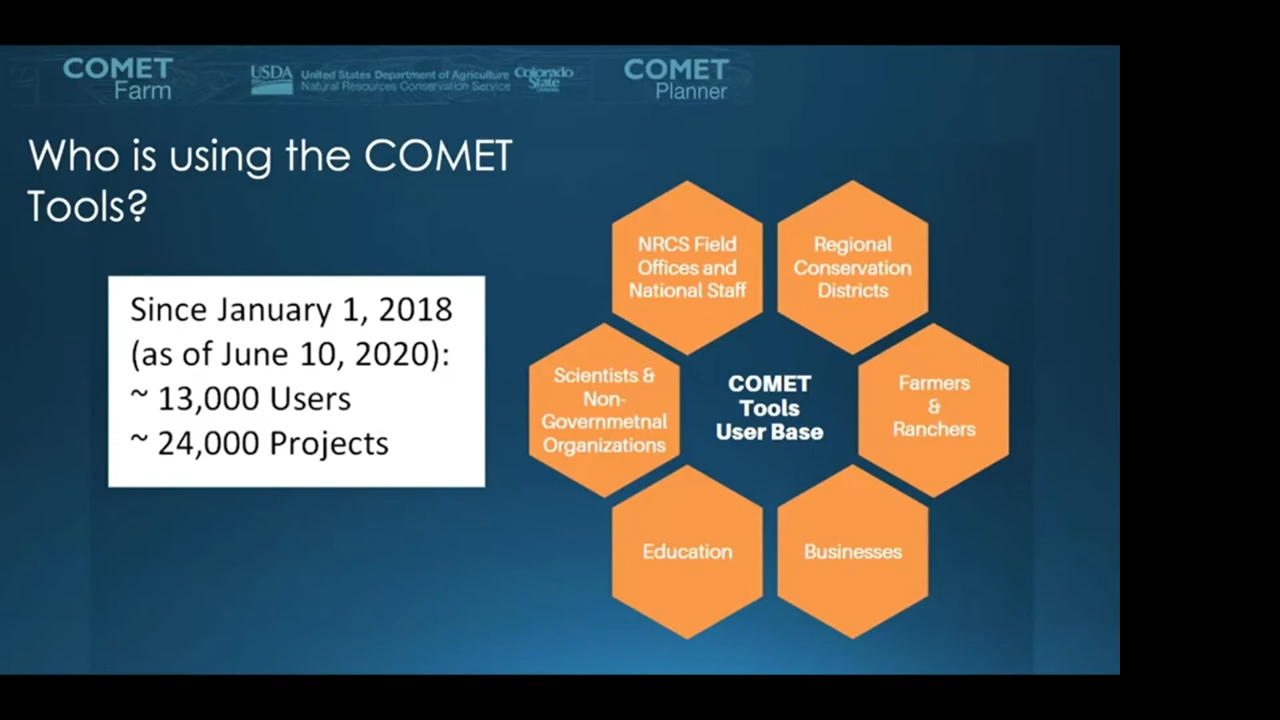 COMET
Farm
USDA
United States Department of Agriculture
Natural Resources Conservation Service
Colorado
State
COMET
Planner
Who is using the COMET
Tools?
Since January 1, 2018
(as of June 10, 2020):
~ 13,000 Users
~ 24,000 Projects
NRCS Field
Offices and
National Staff
Regional
Conservation
Districts
Scientists &
Non-
Governmetnal
Organizations
COMET
Tools
User Base
Farmers
&
Ranchers
Education
Businesses